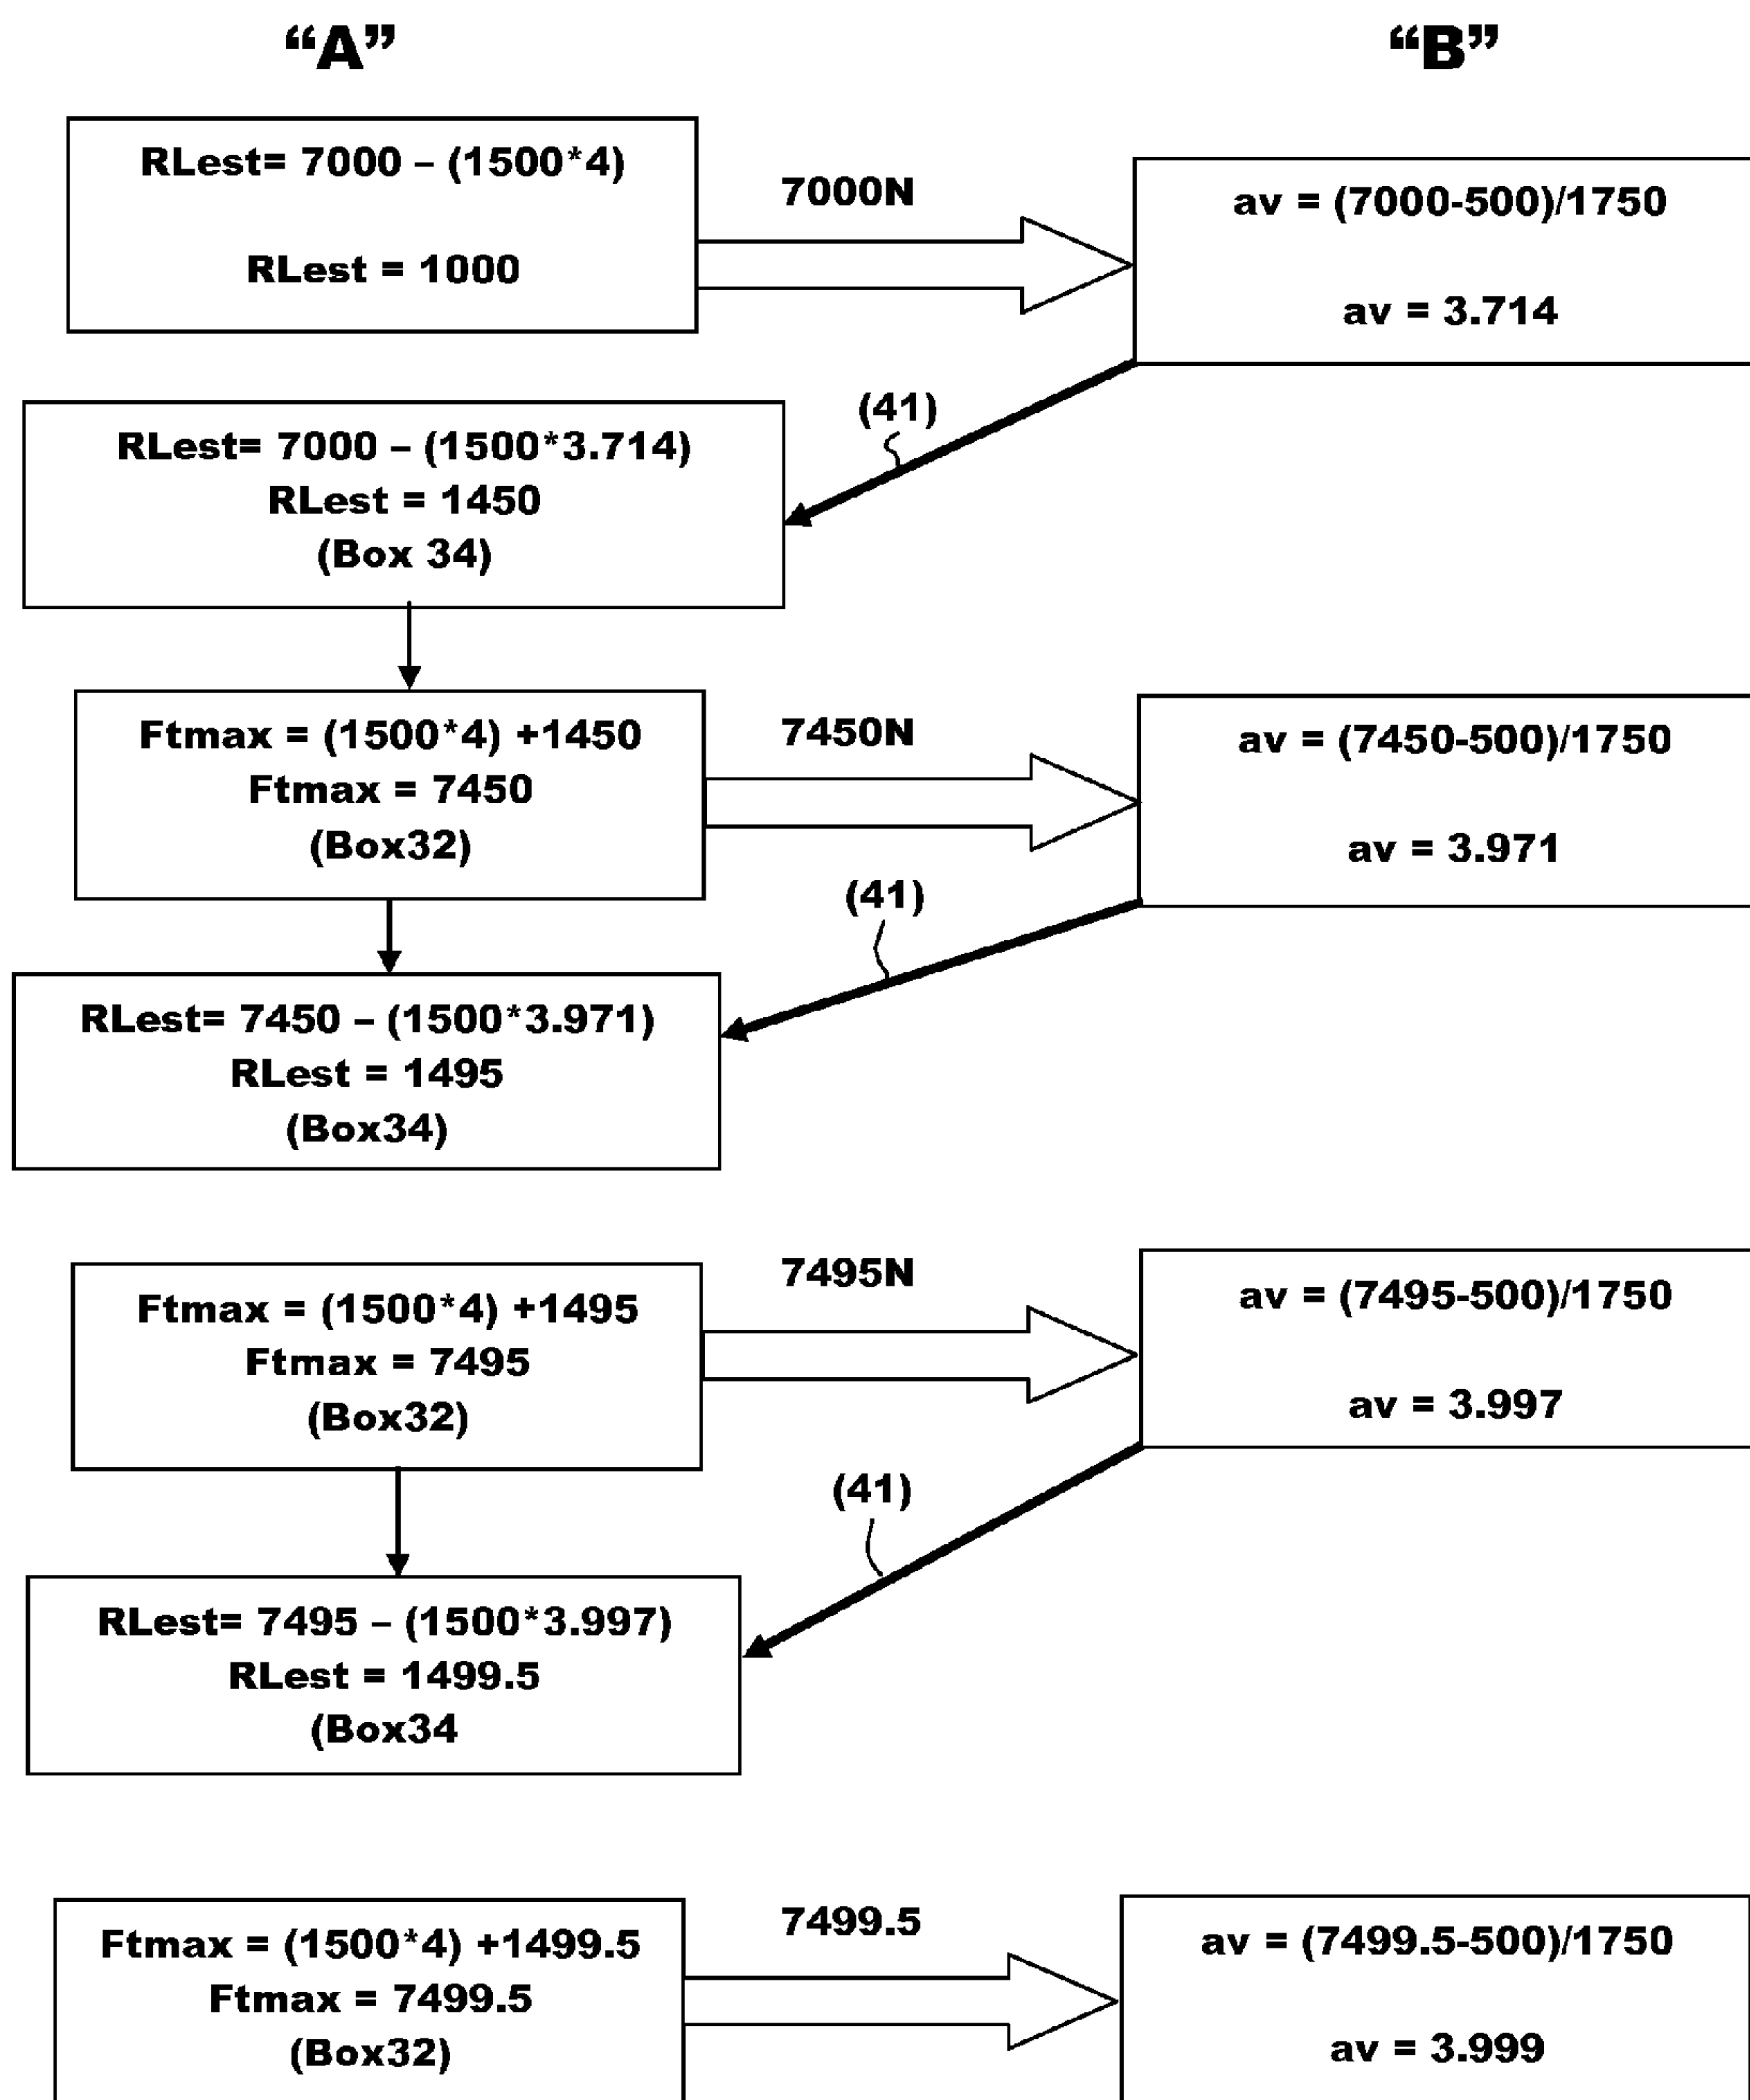 “A”
“B”
RLest= 7000 – (1500*4)
RLest = 1000
7000N
av = (7000-500)/1750
av = 3.714
(41)
RLest= 7000 – (1500*3.714)
RLest = 1450
(Box 34)
Ftmax = (1500*4) +1450
Ftmax = 7450
(Box32)
7450N
av = (7450-500)/1750
av = 3.971
(41)
RLest= 7450 – (1500*3.971)
RLest = 1495
(Box34)
Ftmax = (1500*4) +1495
Ftmax = 7495
(Box32)
7495N
av = (7495-500)/1750
av = 3.997
(41)
RLest= 7495 – (1500*3.997)
RLest = 1499.5
(Box34
Ftmax = (1500*4) +1499.5
Ftmax = 7499.5
(Box32)
7499.5
av = (7499.5-500)/1750
av = 3.999